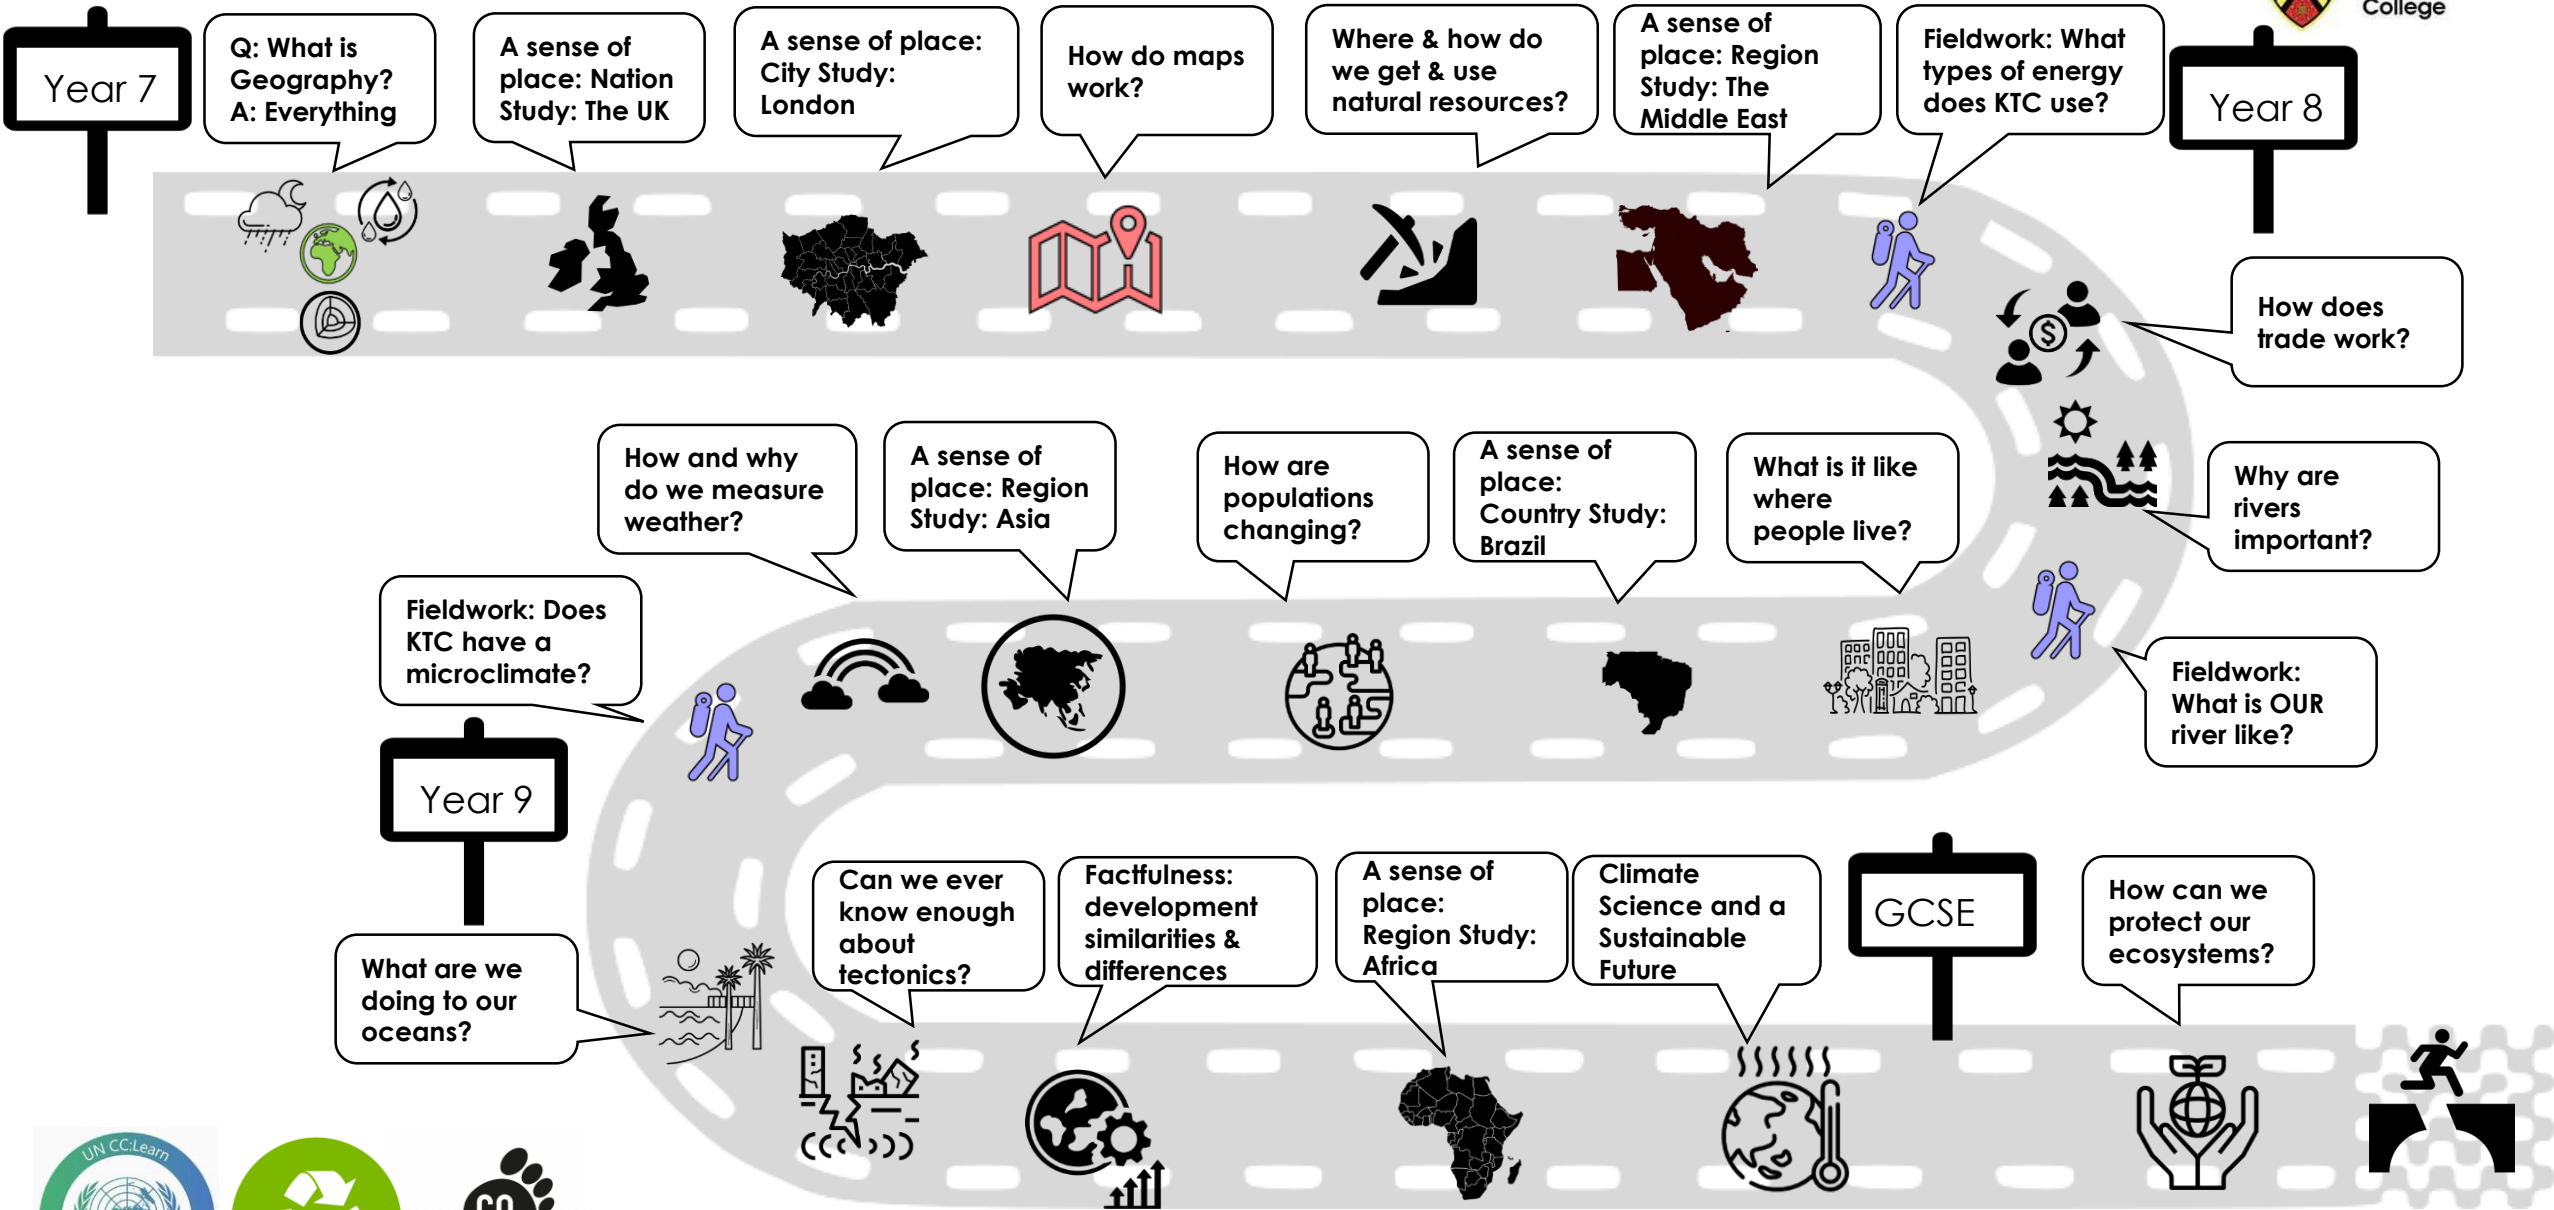 College
Year 7
Q: What is
Geography?
A: Everything
A sense of
place: Nation
Study: The UK
A sense of place:
City Study:
London
How do maps
work?
Where & how do
we get & use
natural resources?
A sense of
place: Region
Study: The
Middle East
Fieldwork: What
types of energy
does KTC use?
Year 8
$
How does
trade work?
Why are
rivers
important?
Fieldwork:
What is OUR
river like?
What is it like
where
people live?
A sense of
place:
Country Study:
Brazil
How are
populations
changing?
A sense of
place: Region
Study: Asia
How and why
do we measure
weather?
Fieldwork: Does
KTC have a
microclimate?
Year 9
What are we
doing to our
oceans?
Can we ever
know enough
about
tectonics?
Factfulness:
development
similarities &
differences
A sense of
place:
Region Study:
Africa
Climate
Science and a
Sustainable
Future
GCSE
How can we
protect our
ecosystems?
UN CC:Learn